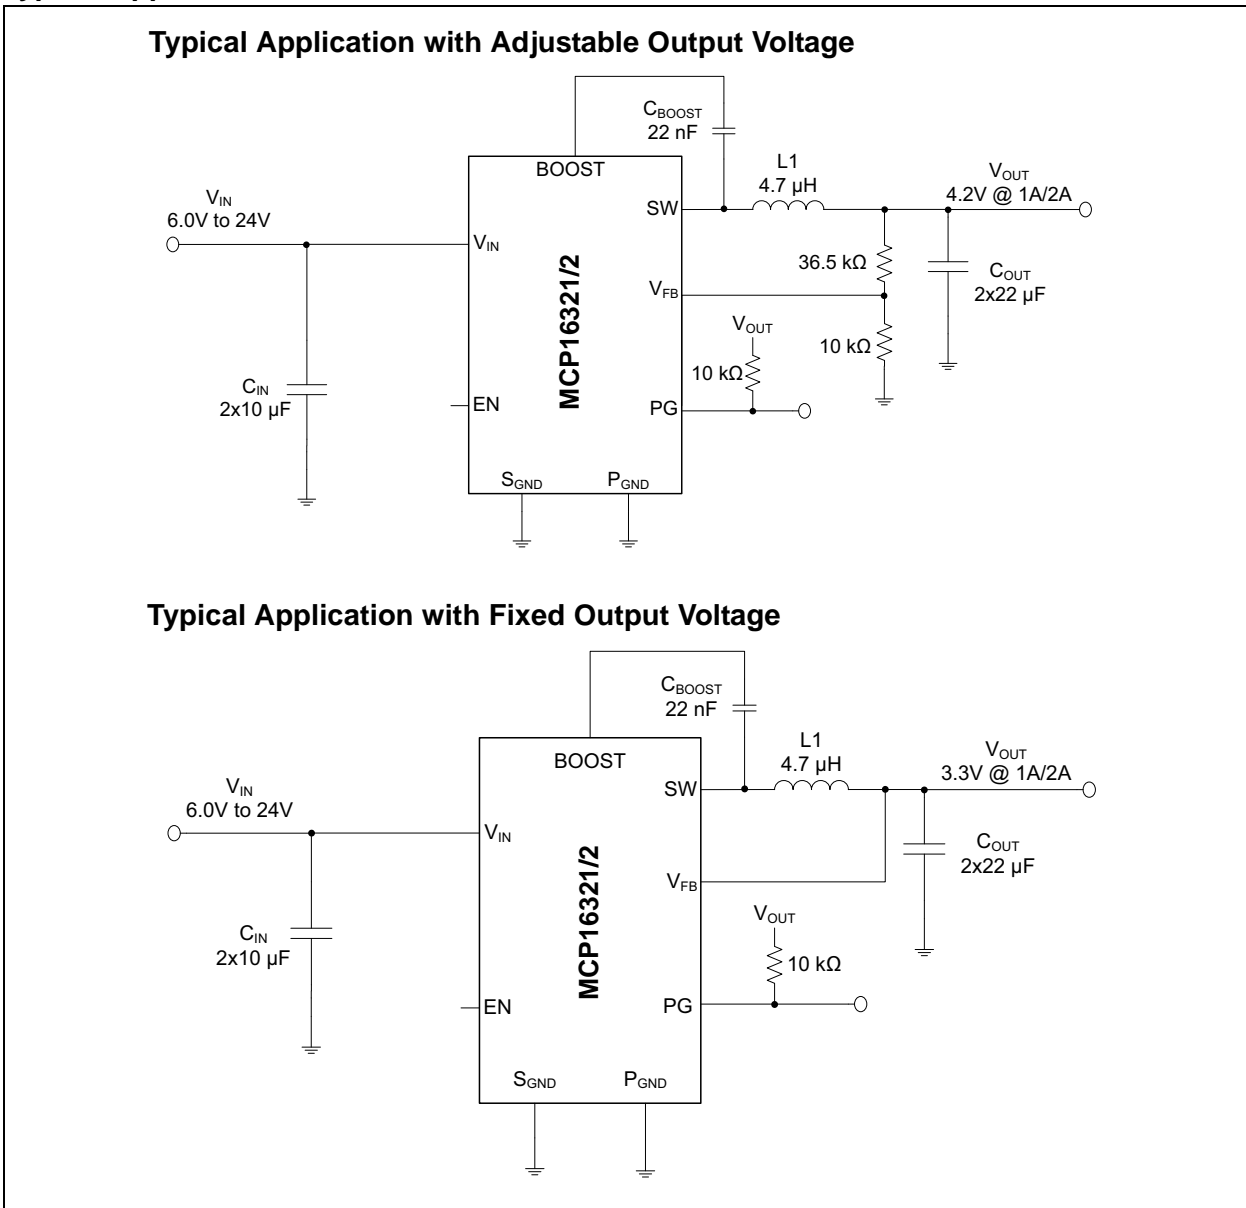 Typical Application with Adjustable Output Voltage
CBOOST
22 nF
BOOST
L1
4.7 µH
VOUT
4.2V @ 1A/2A
SW
VIN
6.0V to 24V
VIN
36.5 kΩ
COUT
2x22 µF
VFB
MCP16321/2
VOUT
10 kΩ
10 kΩ
CIN
2x10 µF
EN
PG
SGND
PGND
Typical Application with Fixed Output Voltage
CBOOST
22 nF
BOOST
L1
4.7 µH
VOUT
3.3V @ 1A/2A
SW
VIN
6.0V to 24V
VIN
COUT
2x22 µF
VFB
MCP16321/2
VOUT
CIN
2x10 µF
10 kΩ
EN
PG
SGND
PGND